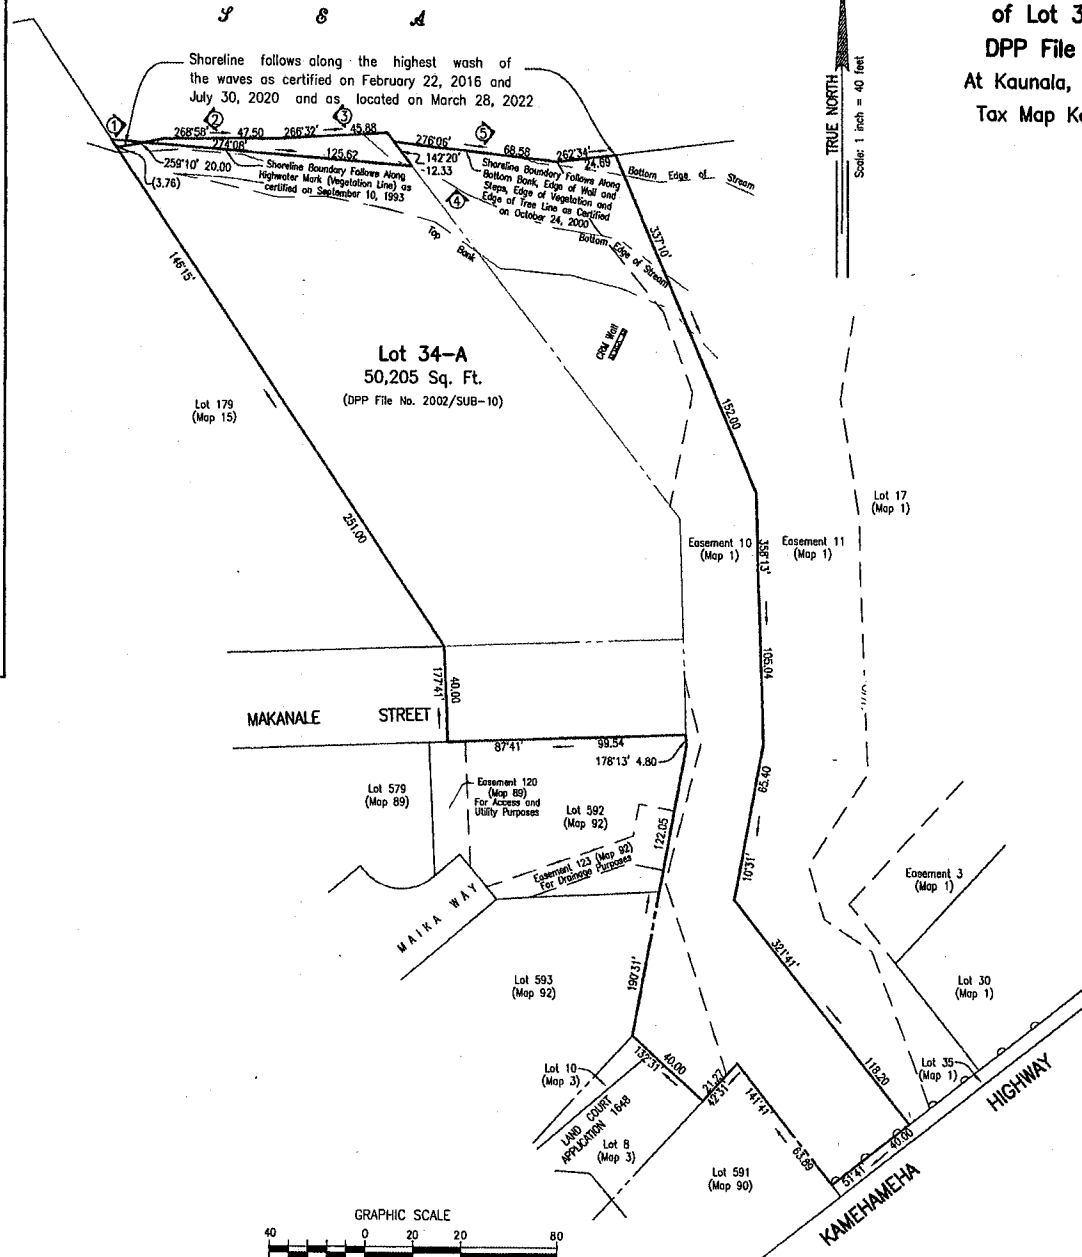 S E A
of Lot 3
DPP File
At Kaunala,
Tax Map K
TRUE NORTH
Scale: 1 inch = 40 feet
Shoreline follows along the highest wash of
the waves as certified on February 22, 2016 and
July 30, 2020 and as located on March 28, 2022
1
2
3
4
5
268°58' 47.50
266°32' 45.88
274°08' 125.62
276°06' 68.58
262°34' 24.69
142°20' 12.33
259°10' 20.00
(3.76)
Shoreline Boundary Follows Along
Highwater Mark (Vegetation Line) as
certified on September 10, 1993
Shoreline Boundary Follows Along
Bottom Bank, Edge of Wall and
Steps, Edge of Vegetation and
Edge of Tree Line as Certified
on October 24, 2000
Bottom Edge of Stream
Bottom Edge of Stream
Top Bank
337°10'
152.00
146°15'
251.00
CRM Wall
Lot 34-A
50,205 Sq. Ft.
(DPP File No. 2002/SUB-10)
Lot 179
(Map 15)
Lot 17
(Map 1)
Easement 10
(Map 1)
Easement 11
(Map 1)
358°13'
105.04
177°41'
40.00
MAKANALE STREET
87°41' 99.54
178°13' 4.80
65.40
10°31'
Lot 579
(Map 89)
Easement 120
(Map 89)
For Access and
Utility Purposes
Lot 592
(Map 92)
122.05
Easement 123 (Map 92)
For Drainage Purposes
MAIKA WAY
Easement 3
(Map 1)
321°41'
118.20
Lot 593
(Map 92)
190°31'
Lot 30
(Map 1)
Lot 35
(Map 1)
Lot 10
(Map 3)
132°31' 40.00
21.27
42°31'
141°41'
63.89
LAND COURT
APPLICATION 1648
Lot 8
(Map 3)
Lot 591
(Map 90)
51°41' 40.00
KAMEHAMEHA HIGHWAY
GRAPHIC SCALE
40 0 20 20 80